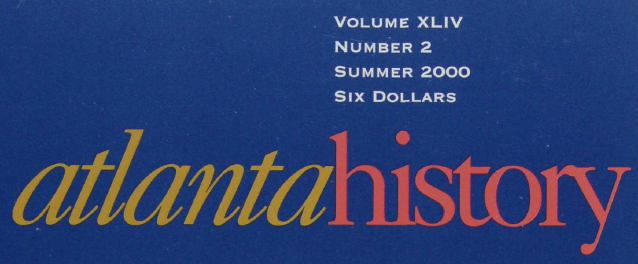 VOLUME XLIV
NUMBER 2
SUMMER 2000
SIX DOLLARS
atlantahistory